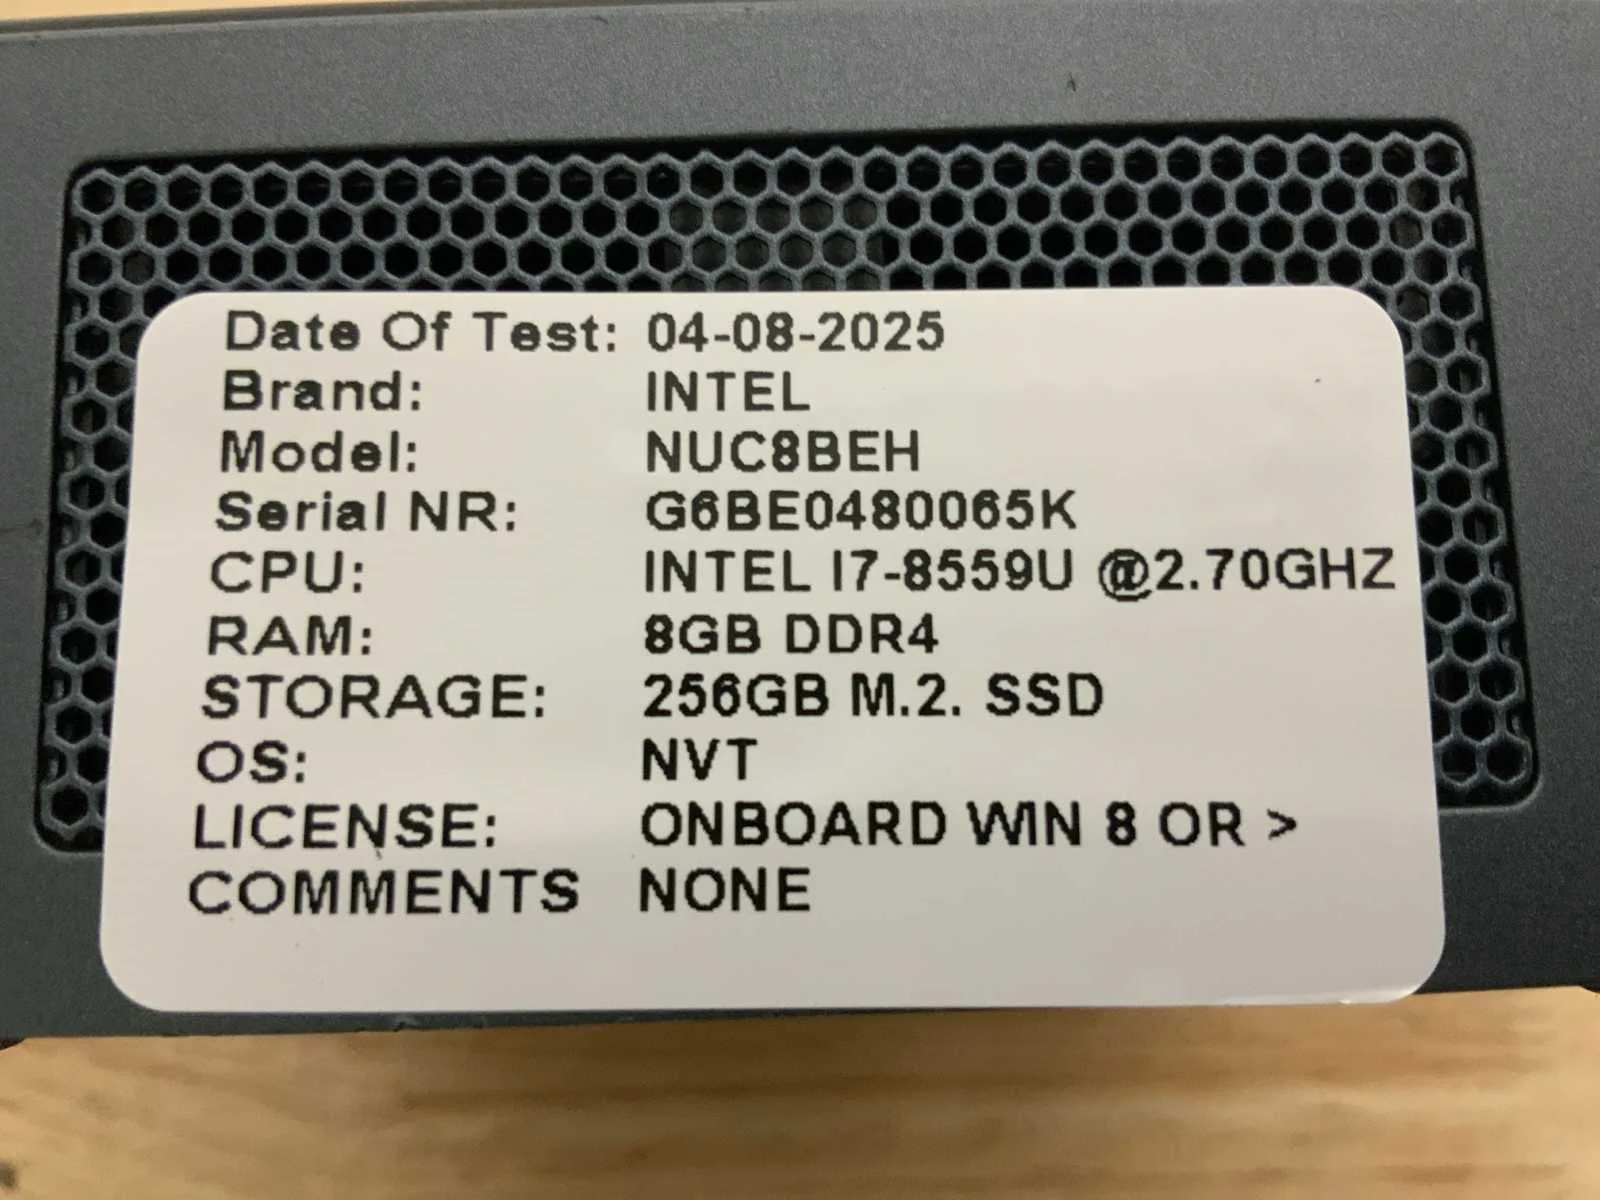 Date Of Test: 04-08-2025
Brand: INTEL
Model: NUC8BEH
Serial NR: G6BE0480065K
CPU: INTEL I7-8559U @2.70GHZ
RAM: 8GB DDR4
STORAGE: 256GB M.2. SSD
OS: NVT
LICENSE: ONBOARD WIN 8 OR >
COMMENTS NONE